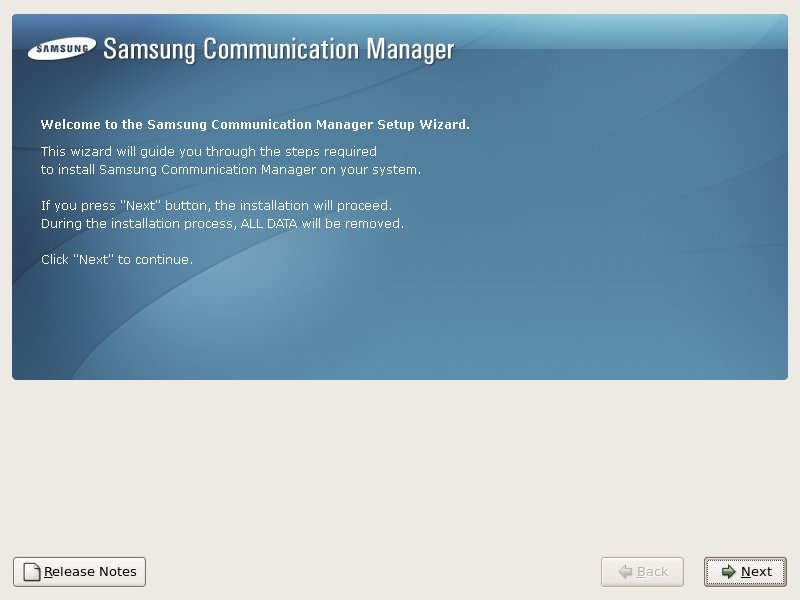 SAMSUNG Samsung Communication Manager
Welcome to the Samsung Communication Manager Setup Wizard.
This wizard will guide you through the steps required
to install Samsung Communication Manager on your system.
If you press "Next" button, the installation will proceed.
During the installation process, ALL DATA will be removed.
Click "Next" to continue.
Release Notes Back Next